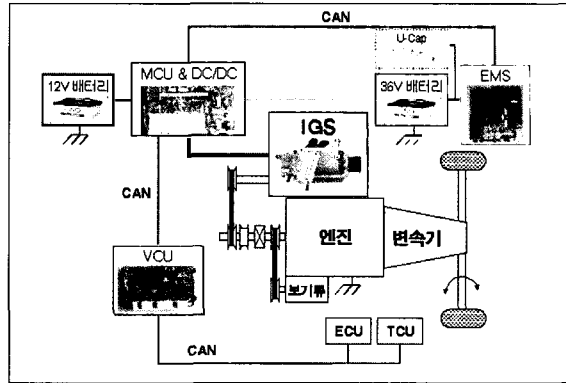 CAN
U-Cap
MCU & DC/DC
12V 배터리
36V 배터리
EMS
IGS
CAN
엔진
변속기
VCU
보기류
ECU
TCU
CAN